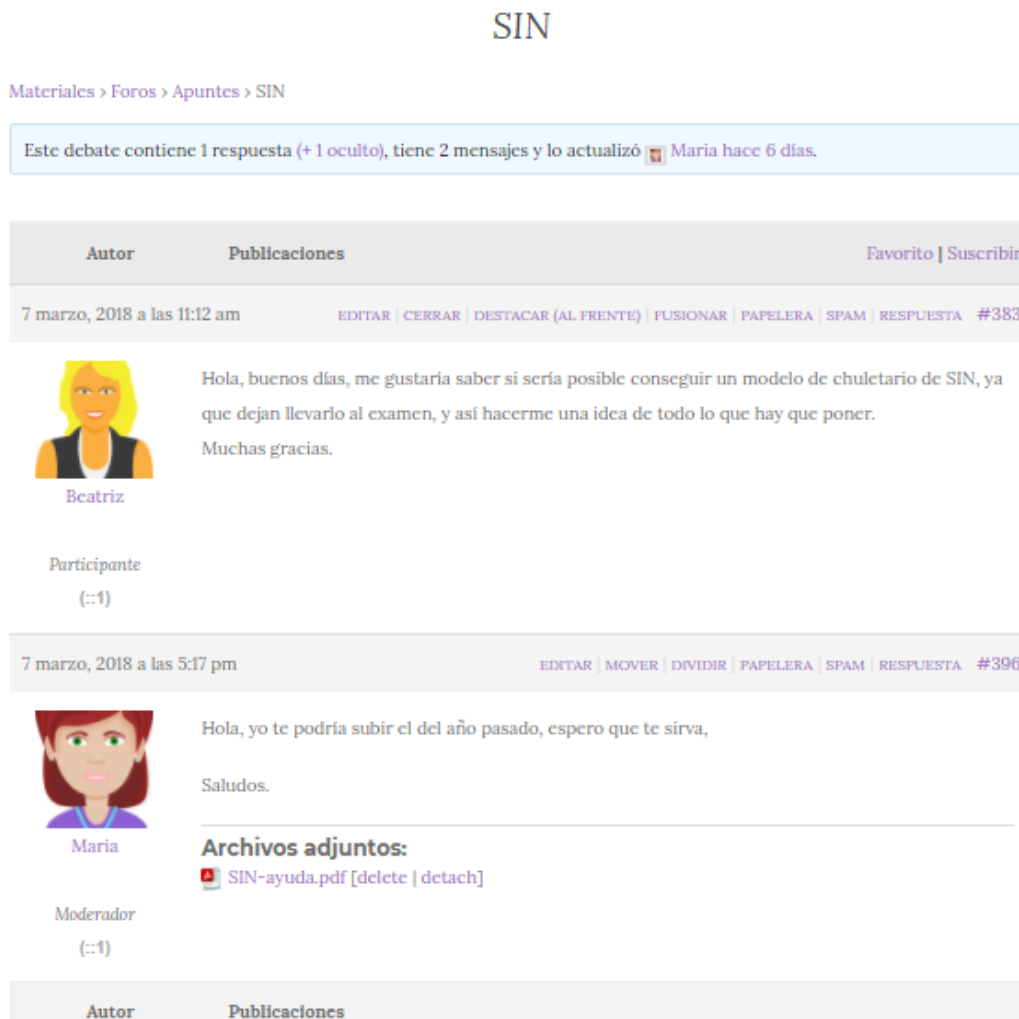 SIN
Materiales › Foros › Apuntes › SIN
Este debate contiene 1 respuesta (+ 1 oculto), tiene 2 mensajes y lo actualizó Maria hace 6 días.
Autor Publicaciones Favorito | Suscribir
7 marzo, 2018 a las 11:12 am EDITAR | CERRAR | DESTACAR (AL FRENTE) | FUSIONAR | PAPELERA | SPAM | RESPUESTA #383
Hola, buenos días, me gustaría saber si sería posible conseguir un modelo de chuletario de SIN, ya
que dejan llevarlo al examen, y así hacerme una idea de todo lo que hay que poner.
Muchas gracias.
Beatriz
Participante
(::1)
7 marzo, 2018 a las 5:17 pm EDITAR | MOVER | DIVIDIR | PAPELERA | SPAM | RESPUESTA #396
Hola, yo te podría subir el del año pasado, espero que te sirva,
Saludos.
Maria
Archivos adjuntos:
SIN-ayuda.pdf [delete | detach]
Moderador
(::1)
Autor Publicaciones